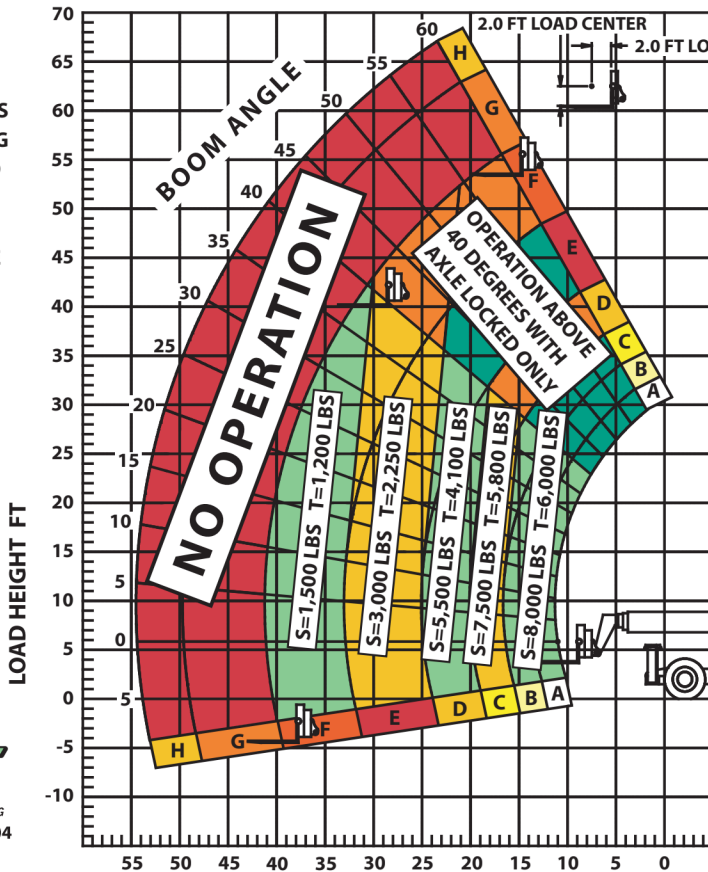 70
60
2.0 FT LOAD CENTER
2.0 FT LO
65
H
S
55
60
G
BOOM ANGLE
50
G
55
45
F
50
40
OPERATION ABOVE
40 DEGREES WITH
AXLE LOCKED ONLY
E
45
35
D
40
30
C
35
25
B
A
30
20
NO OPERATION
25
15
20
10
15
5
10
0
5
0
5
-5
-10
S=1,500 LBS T=1,200 LBS
S=3,000 LBS T=2,250 LBS
S=5,500 LBS T=4,100 LBS
S=7,500 LBS T=5,800 LBS
S=8,000 LBS T=6,000 LBS
LOAD HEIGHT FT
H G F E D C B A
G
04
55 50 45 40 35 30 25 20 15 10 5 0